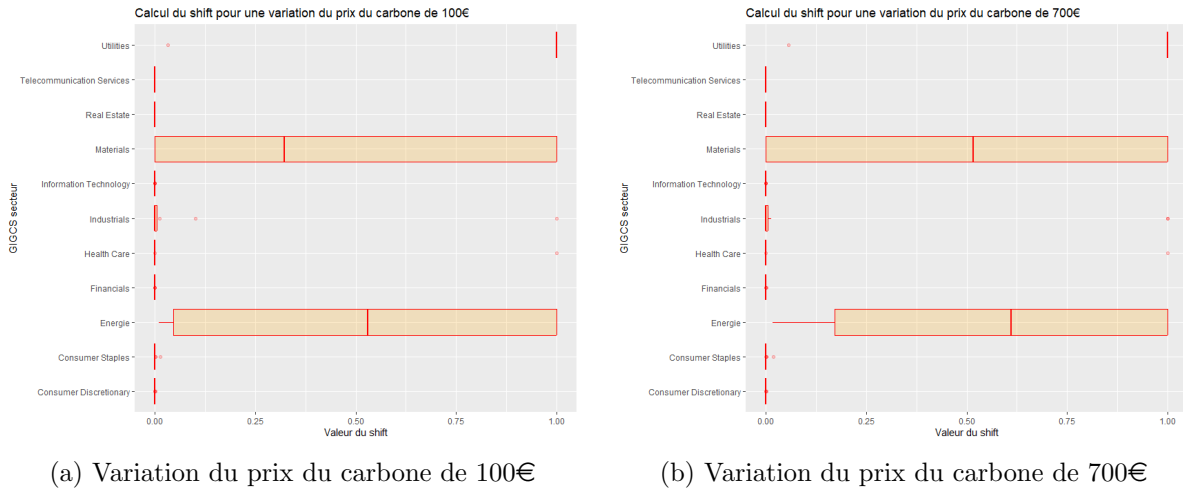 Calcul du shift pour une variation du prix du carbone de 100€
GIGCS secteur
Utilities
Telecommunication Services
Real Estate
Materials
Information Technology
Industrials
Health Care
Financials
Energie
Consumer Staples
Consumer Discretionary
0.00 0.25 0.50 0.75 1.00
Valeur du shift
(a) Variation du prix du carbone de 100€
Calcul du shift pour une variation du prix du carbone de 700€
GIGCS secteur
Utilities
Telecommunication Services
Real Estate
Materials
Information Technology
Industrials
Health Care
Financials
Energie
Consumer Staples
Consumer Discretionary
0.00 0.25 0.50 0.75 1.00
Valeur du shift
(b) Variation du prix du carbone de 700€